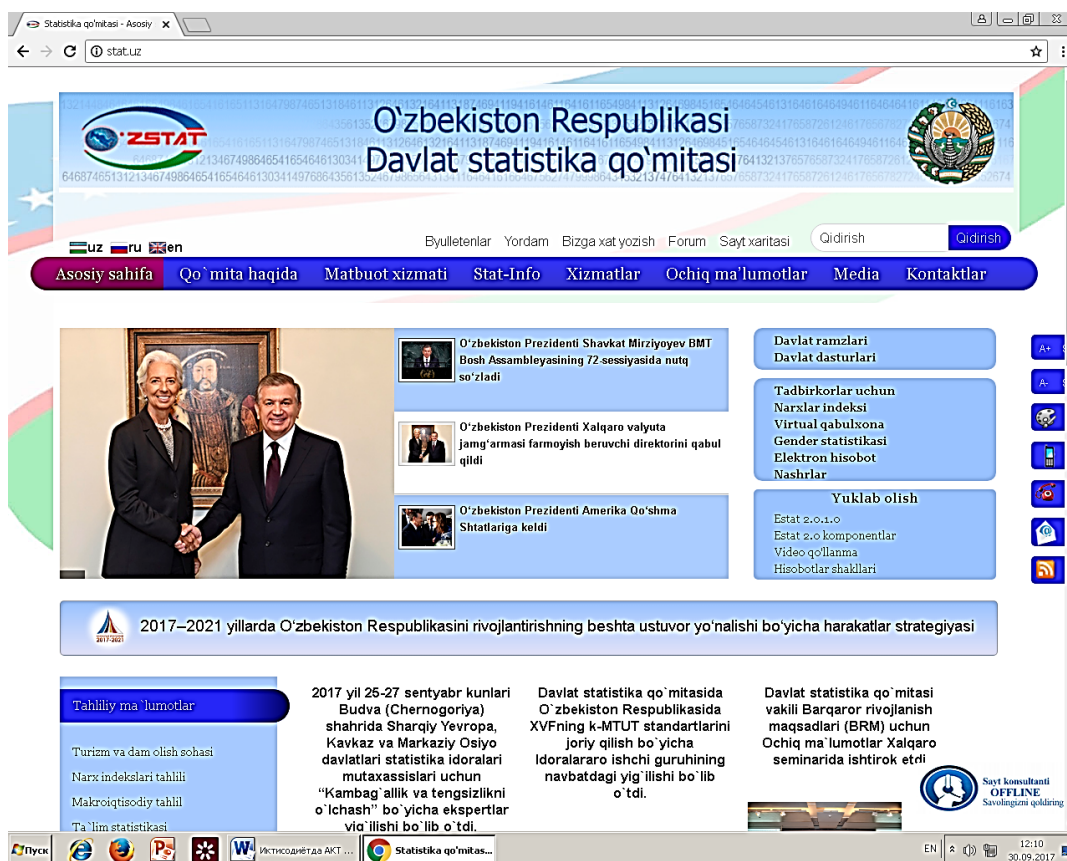 Statistika qo'mitasi - Asosiy
stat.uz
O'ZSTAT
O`zbekiston Respublikasi
Davlat statistika qo`mitasi
uz ru en
Byulletenlar Yordam Bizga xat yozish Forum Sayt xaritasi
Qidirish Qidirish
Asosiy sahifa Qo`mita haqida Matbuot xizmati Stat-Info Xizmatlar Ochiq ma'lumotlar Media Kontaktlar
O‘zbekiston Prezidenti Shavkat Mirziyoyev BMT
Bosh Assambleyasining 72-sessiyasida nutq
so‘zladi
O‘zbekiston Prezidenti Xalqaro valyuta
jamg‘armasi farmoyish beruvchi direktorini qabul
qildi
O‘zbekiston Prezidenti Amerika Qo‘shma
Shtatlariga keldi
Davlat ramzlari
Davlat dasturlari
Tadbirkorlar uchun
Narxlar indeksi
Virtual qabulxona
Gender statistikasi
Elektron hisobot
Nashrlar
Yuklab olish
Estat 2.0.1.0
Estat 2.0 komponentlar
Video qo'llanma
Hisobotlar shakllari
A+
A-
2017-2021
2017–2021 yillarda O‘zbekiston Respublikasini rivojlantirishning beshta ustuvor yo‘nalishi bo‘yicha harakatlar strategiyasi
Tahliliy ma`lumotlar
Turizm va dam olish sohasi
Narx indekslari tahlili
Makroiqtisodiy tahlil
Ta`lim statistikasi
2017 yil 25-27 sentyabr kunlari
Budva (Chernogoriya)
shahrida Sharqiy Yevropa,
Kavkaz va Markaziy Osiyo
davlatlari statistika idoralari
mutaxassislari uchun
“Kambag`allik va tengsizlikni
o`lchash” bo`yicha ekspertlar
yig`ilishi bo`lib o`tdi.
Davlat statistika qo`mitasida
O`zbekiston Respublikasida
XVFning k-MTUT standartlarini
joriy qilish bo`yicha
Idoralararo ishchi guruhining
navbatdagi yig`ilishi bo`lib
o`tdi.
Davlat statistika qo`mitasi
vakili Barqaror rivojlanish
maqsadlari (BRM) uchun
Ochiq ma`lumotlar Xalqaro
seminarida ishtirok etdi
Sayt konsultanti
OFFLINE
Savolingizni qoldiring
Пуск Иктисодиётда АКТ ... Statistika qo'mitas... EN 12:10
30.09.2017